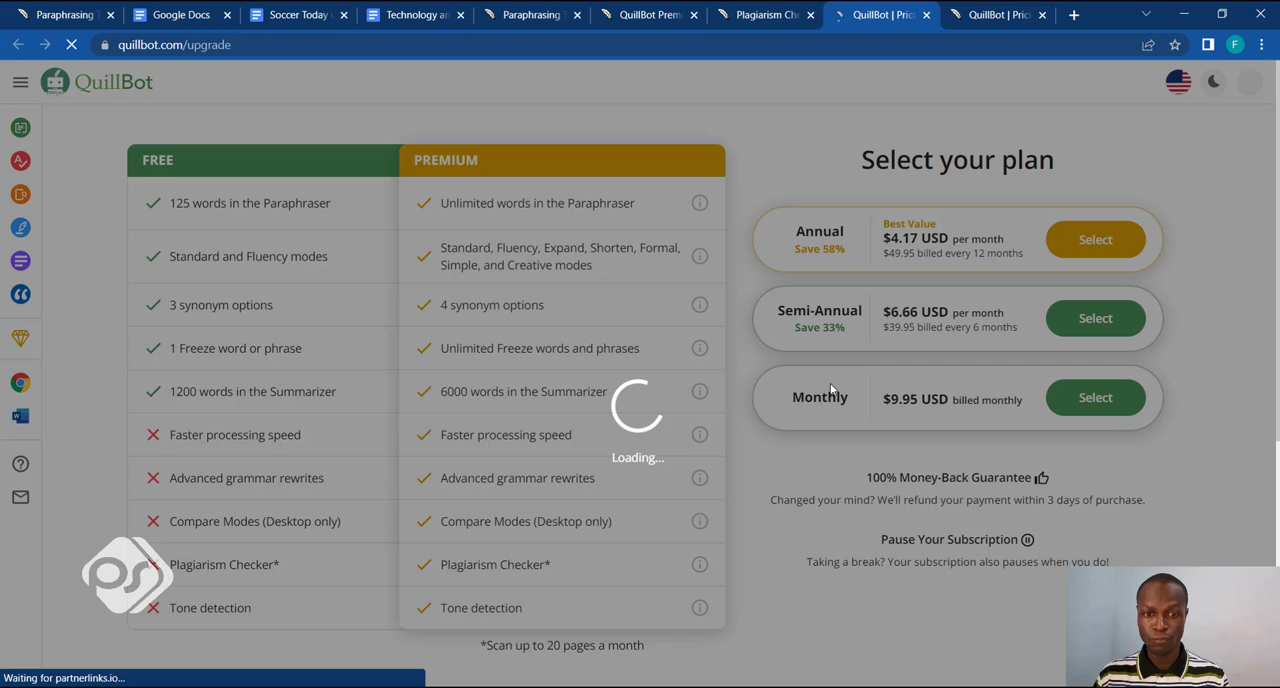 Paraphrasing T
Google Docs
Soccer Today
Technology an
Paraphrasing T
QuillBot Prem
Plagiarism Che
QuillBot | Pric
QuillBot | Pric
quillbot.com/upgrade
F
QuillBot
FREE
PREMIUM
125 words in the Paraphraser
Unlimited words in the Paraphraser
Standard and Fluency modes
Standard, Fluency, Expand, Shorten, Formal,
Simple, and Creative modes
3 synonym options
4 synonym options
1 Freeze word or phrase
Unlimited Freeze words and phrases
1200 words in the Summarizer
6000 words in the Summarizer
Faster processing speed
Faster processing speed
Advanced grammar rewrites
Advanced grammar rewrites
Compare Modes (Desktop only)
Compare Modes (Desktop only)
Plagiarism Checker*
Plagiarism Checker*
Tone detection
Tone detection
*Scan up to 20 pages a month
Loading...
Select your plan
Annual
Save 58%
Best Value
$4.17 USD per month
$49.95 billed every 12 months
Select
Semi-Annual
Save 33%
$6.66 USD per month
$39.95 billed every 6 months
Select
Monthly
$9.95 USD billed monthly
Select
100% Money-Back Guarantee
Changed your mind? We'll refund your payment within 3 days of purchase.
Pause Your Subscription
Taking a break? Your subscription also pauses when you do!
ps
Waiting for partnerlinks.io...